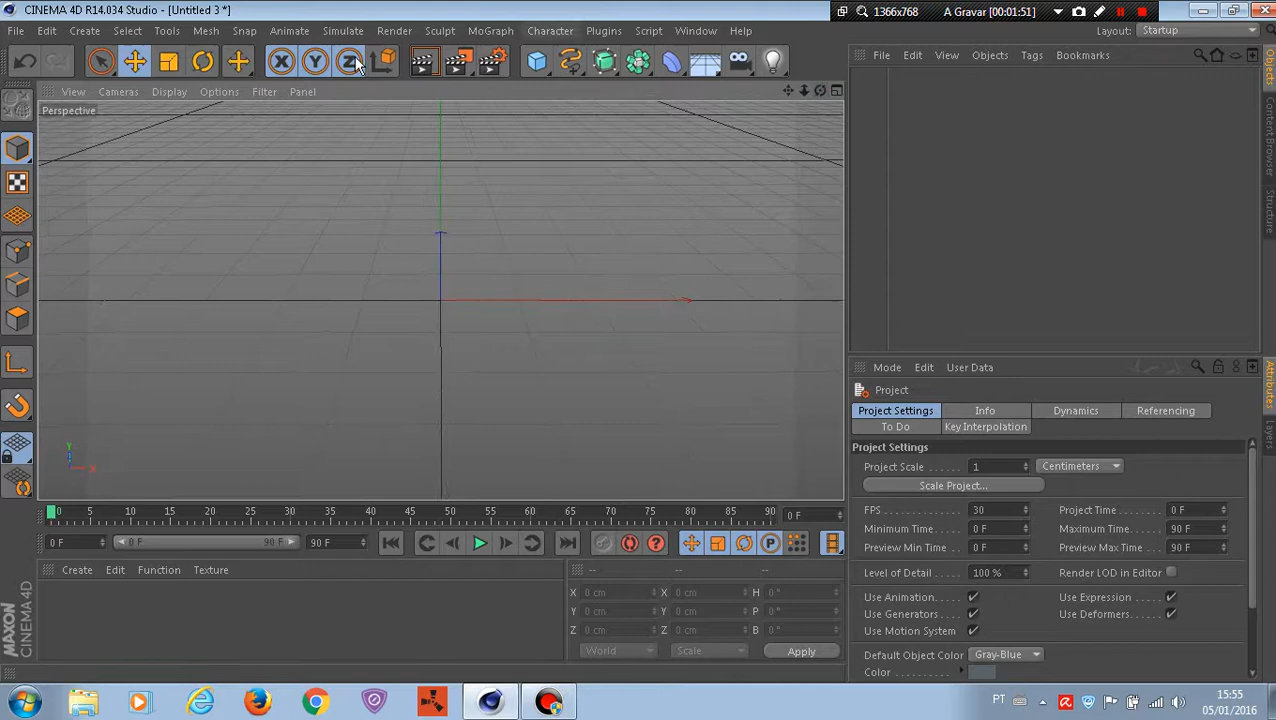 CINEMA 4D R14.034 Studio - [Untitled 3 *]
1366x768
A Gravar [00:01:51]
File Edit Create Select Tools Mesh Snap Animate Simulate Render Sculpt MoGraph Character Plugins Script Window Help
Layout: Startup
X Y Z
File Edit View Objects Tags Bookmarks
View Cameras Display Options Filter Panel
Perspective
Objects
Content Browser
Structure
Y
X
Mode Edit User Data
Project
Project Settings Info Dynamics Referencing
To Do Key Interpolation
Attributes
Layers
Project Settings
Project Scale 1 Centimeters
Scale Project...
FPS 30 Project Time 0 F
Minimum Time 0 F Maximum Time 90 F
Preview Min Time 0 F Preview Max Time 90 F
Level of Detail 100 % Render LOD in Editor
Use Animation Use Expression
Use Generators Use Deformers
Use Motion System
Default Object Color Gray-Blue
Color
0 5 10 15 20 25 30 35 40 45 50 55 60 65 70 75 80 85 90 0 F
0 F 0 F 90 F 90 F
P
Create Edit Function Texture
-- -- --
X 0 cm X 0 cm H 0 °
Y 0 cm Y 0 cm P 0 °
Z 0 cm Z 0 cm B 0 °
World Scale Apply
MAXON CINEMA 4D
PT
15:55
05/01/2016